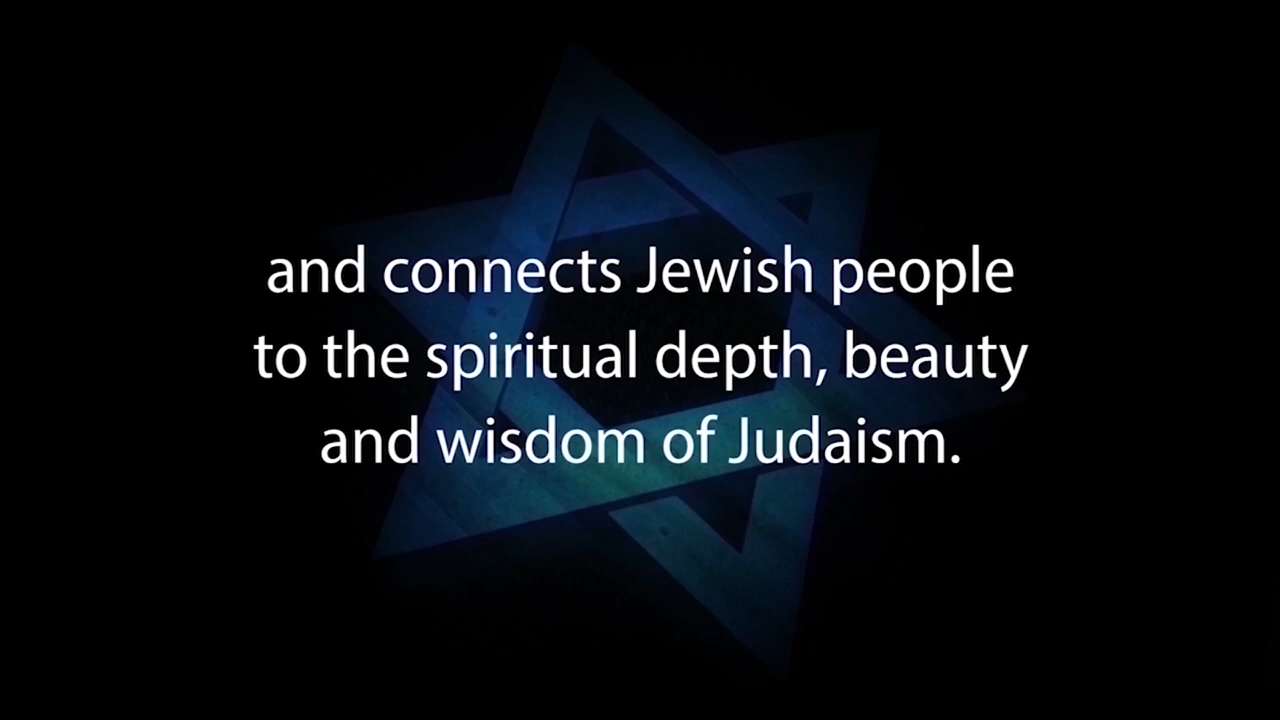 and connects Jewish people
to the spiritual depth, beauty
and wisdom of Judaism.